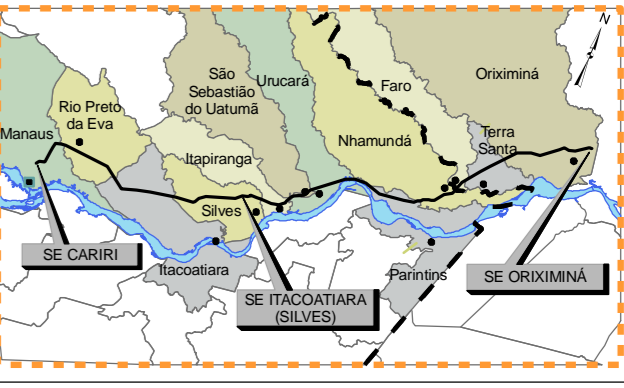 N
São
Sebastião
do Uatumã
Urucará
Faro
Oriximiná
Rio Preto
da Eva
Manaus
Nhamundá
Terra
Santa
Itapiranga
Silves
SE CARIRI
Itacoatiara
SE ITACOATIARA
(SILVES)
Parintins
SE ORIXIMINÁ